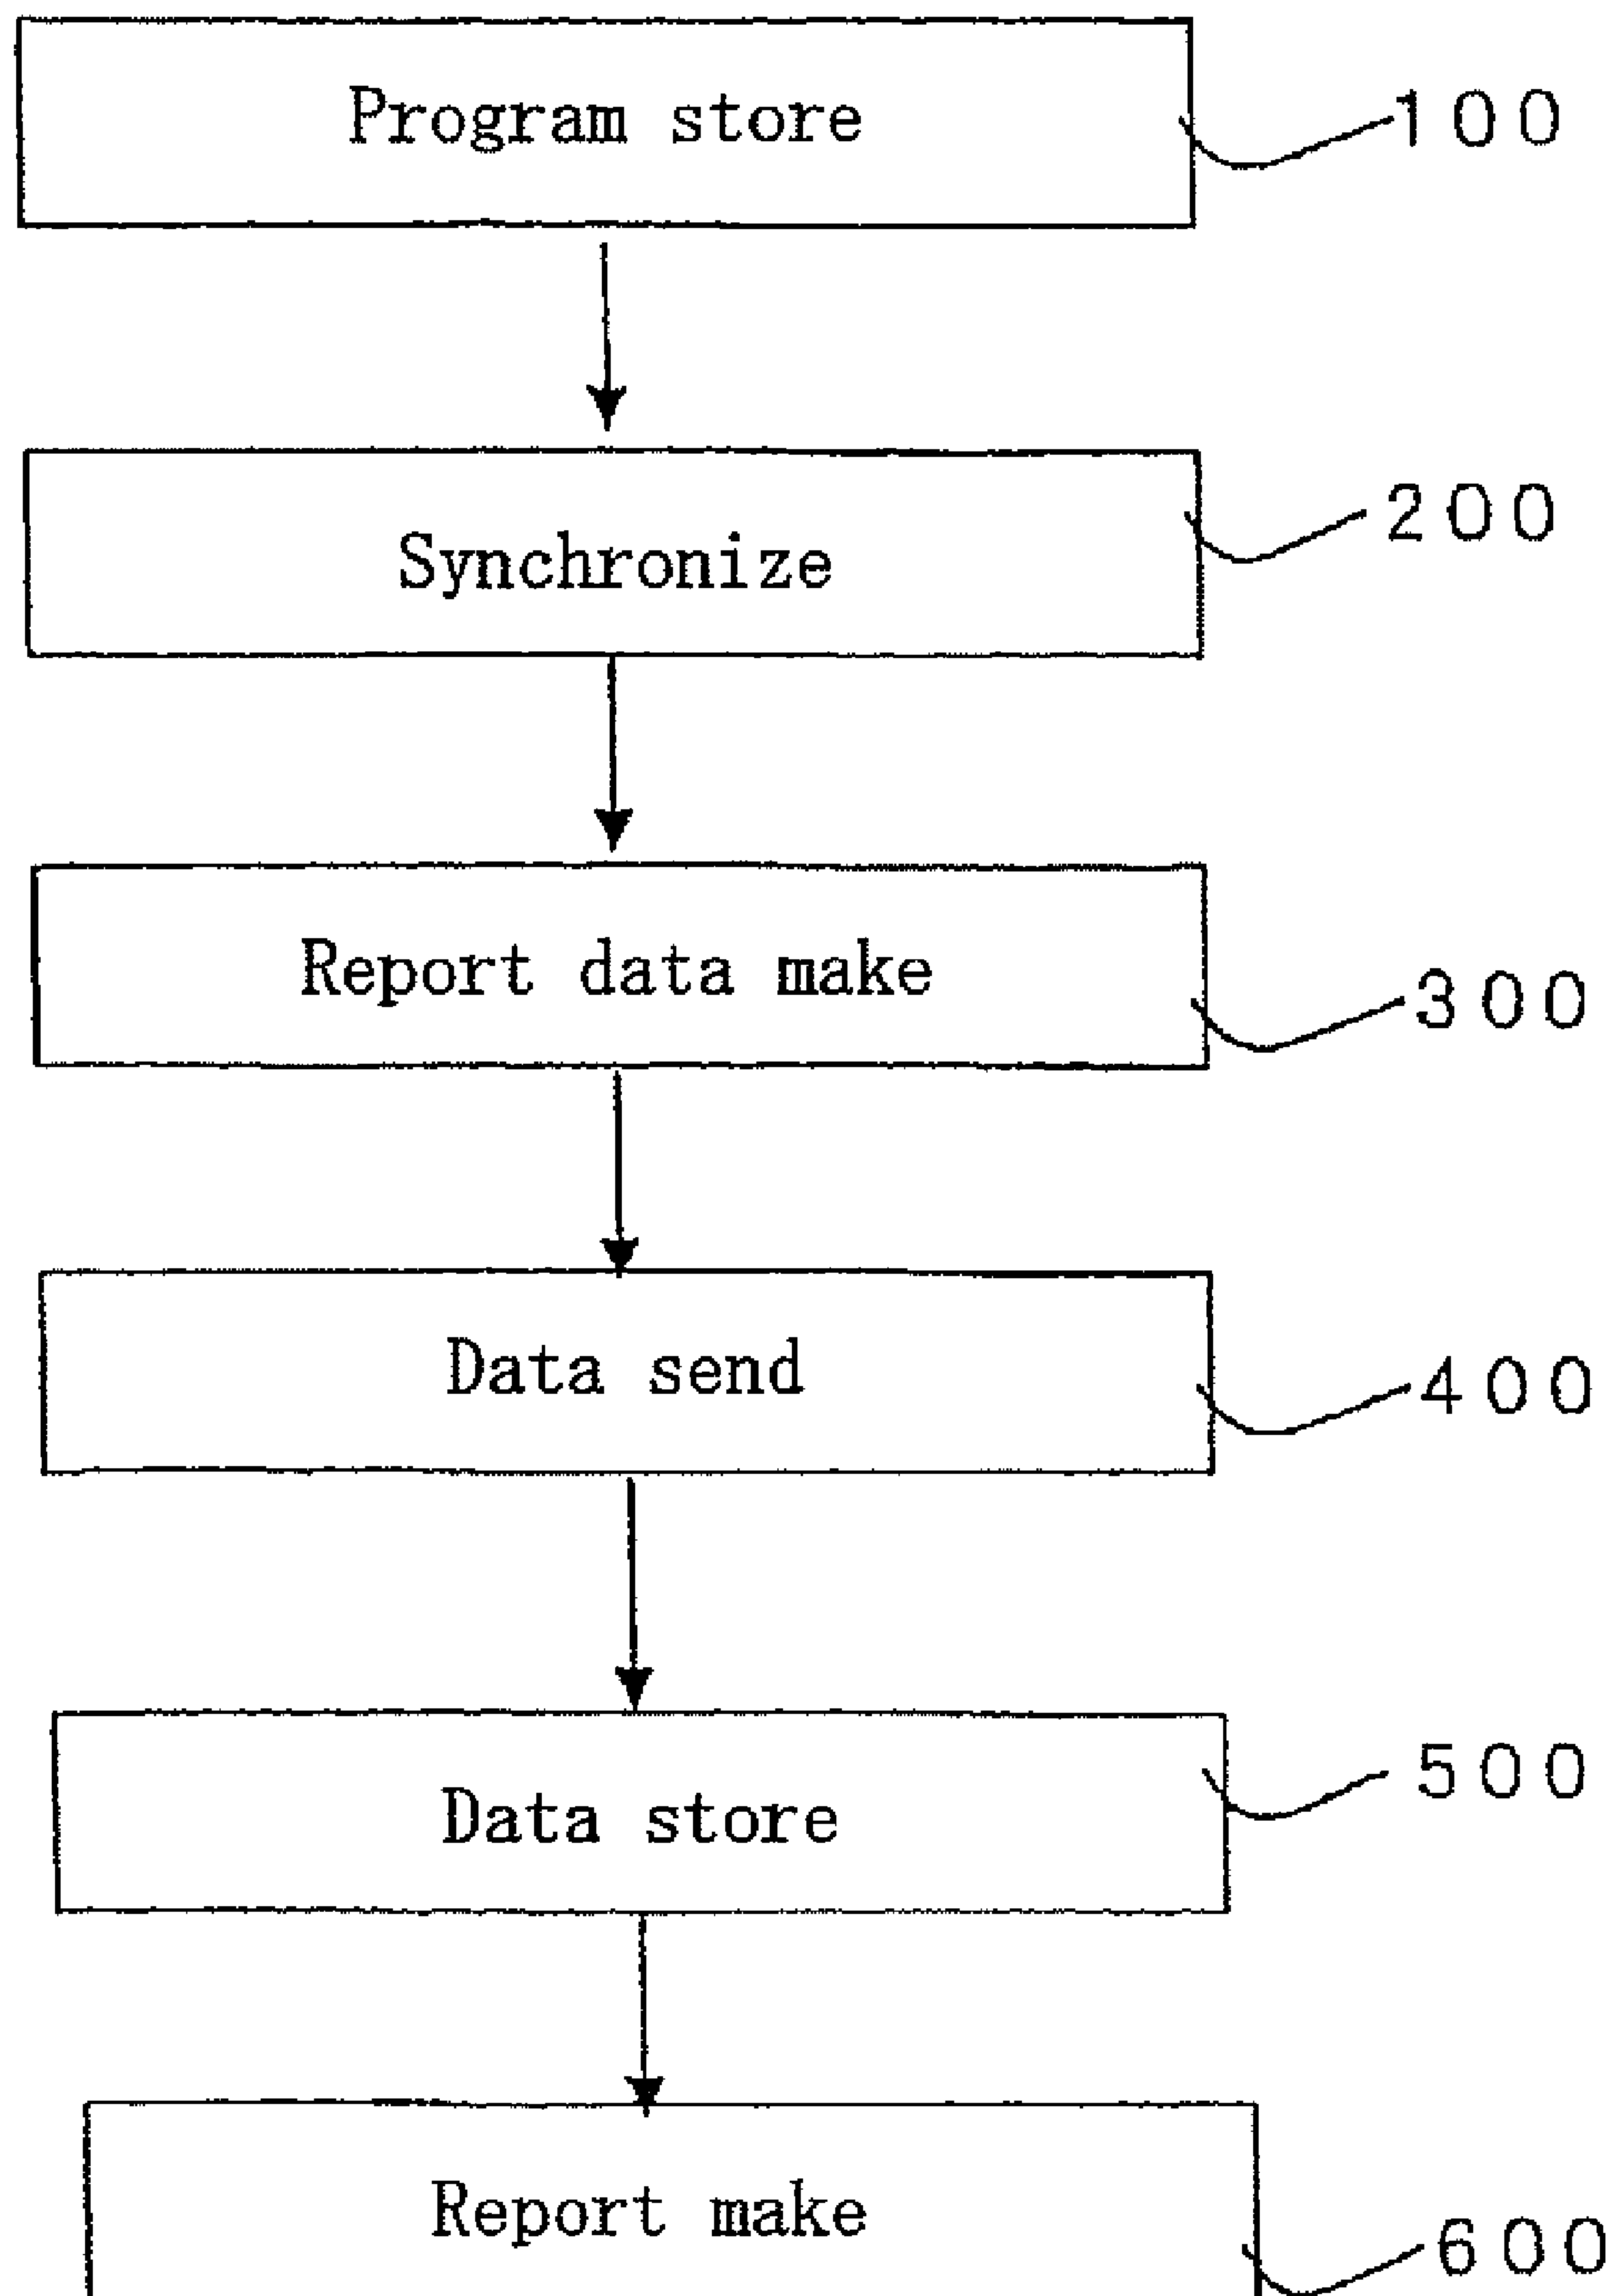 Program store
100
Synchronize
200
Report data make
300
Data send
400
Data store
500
Report make
600